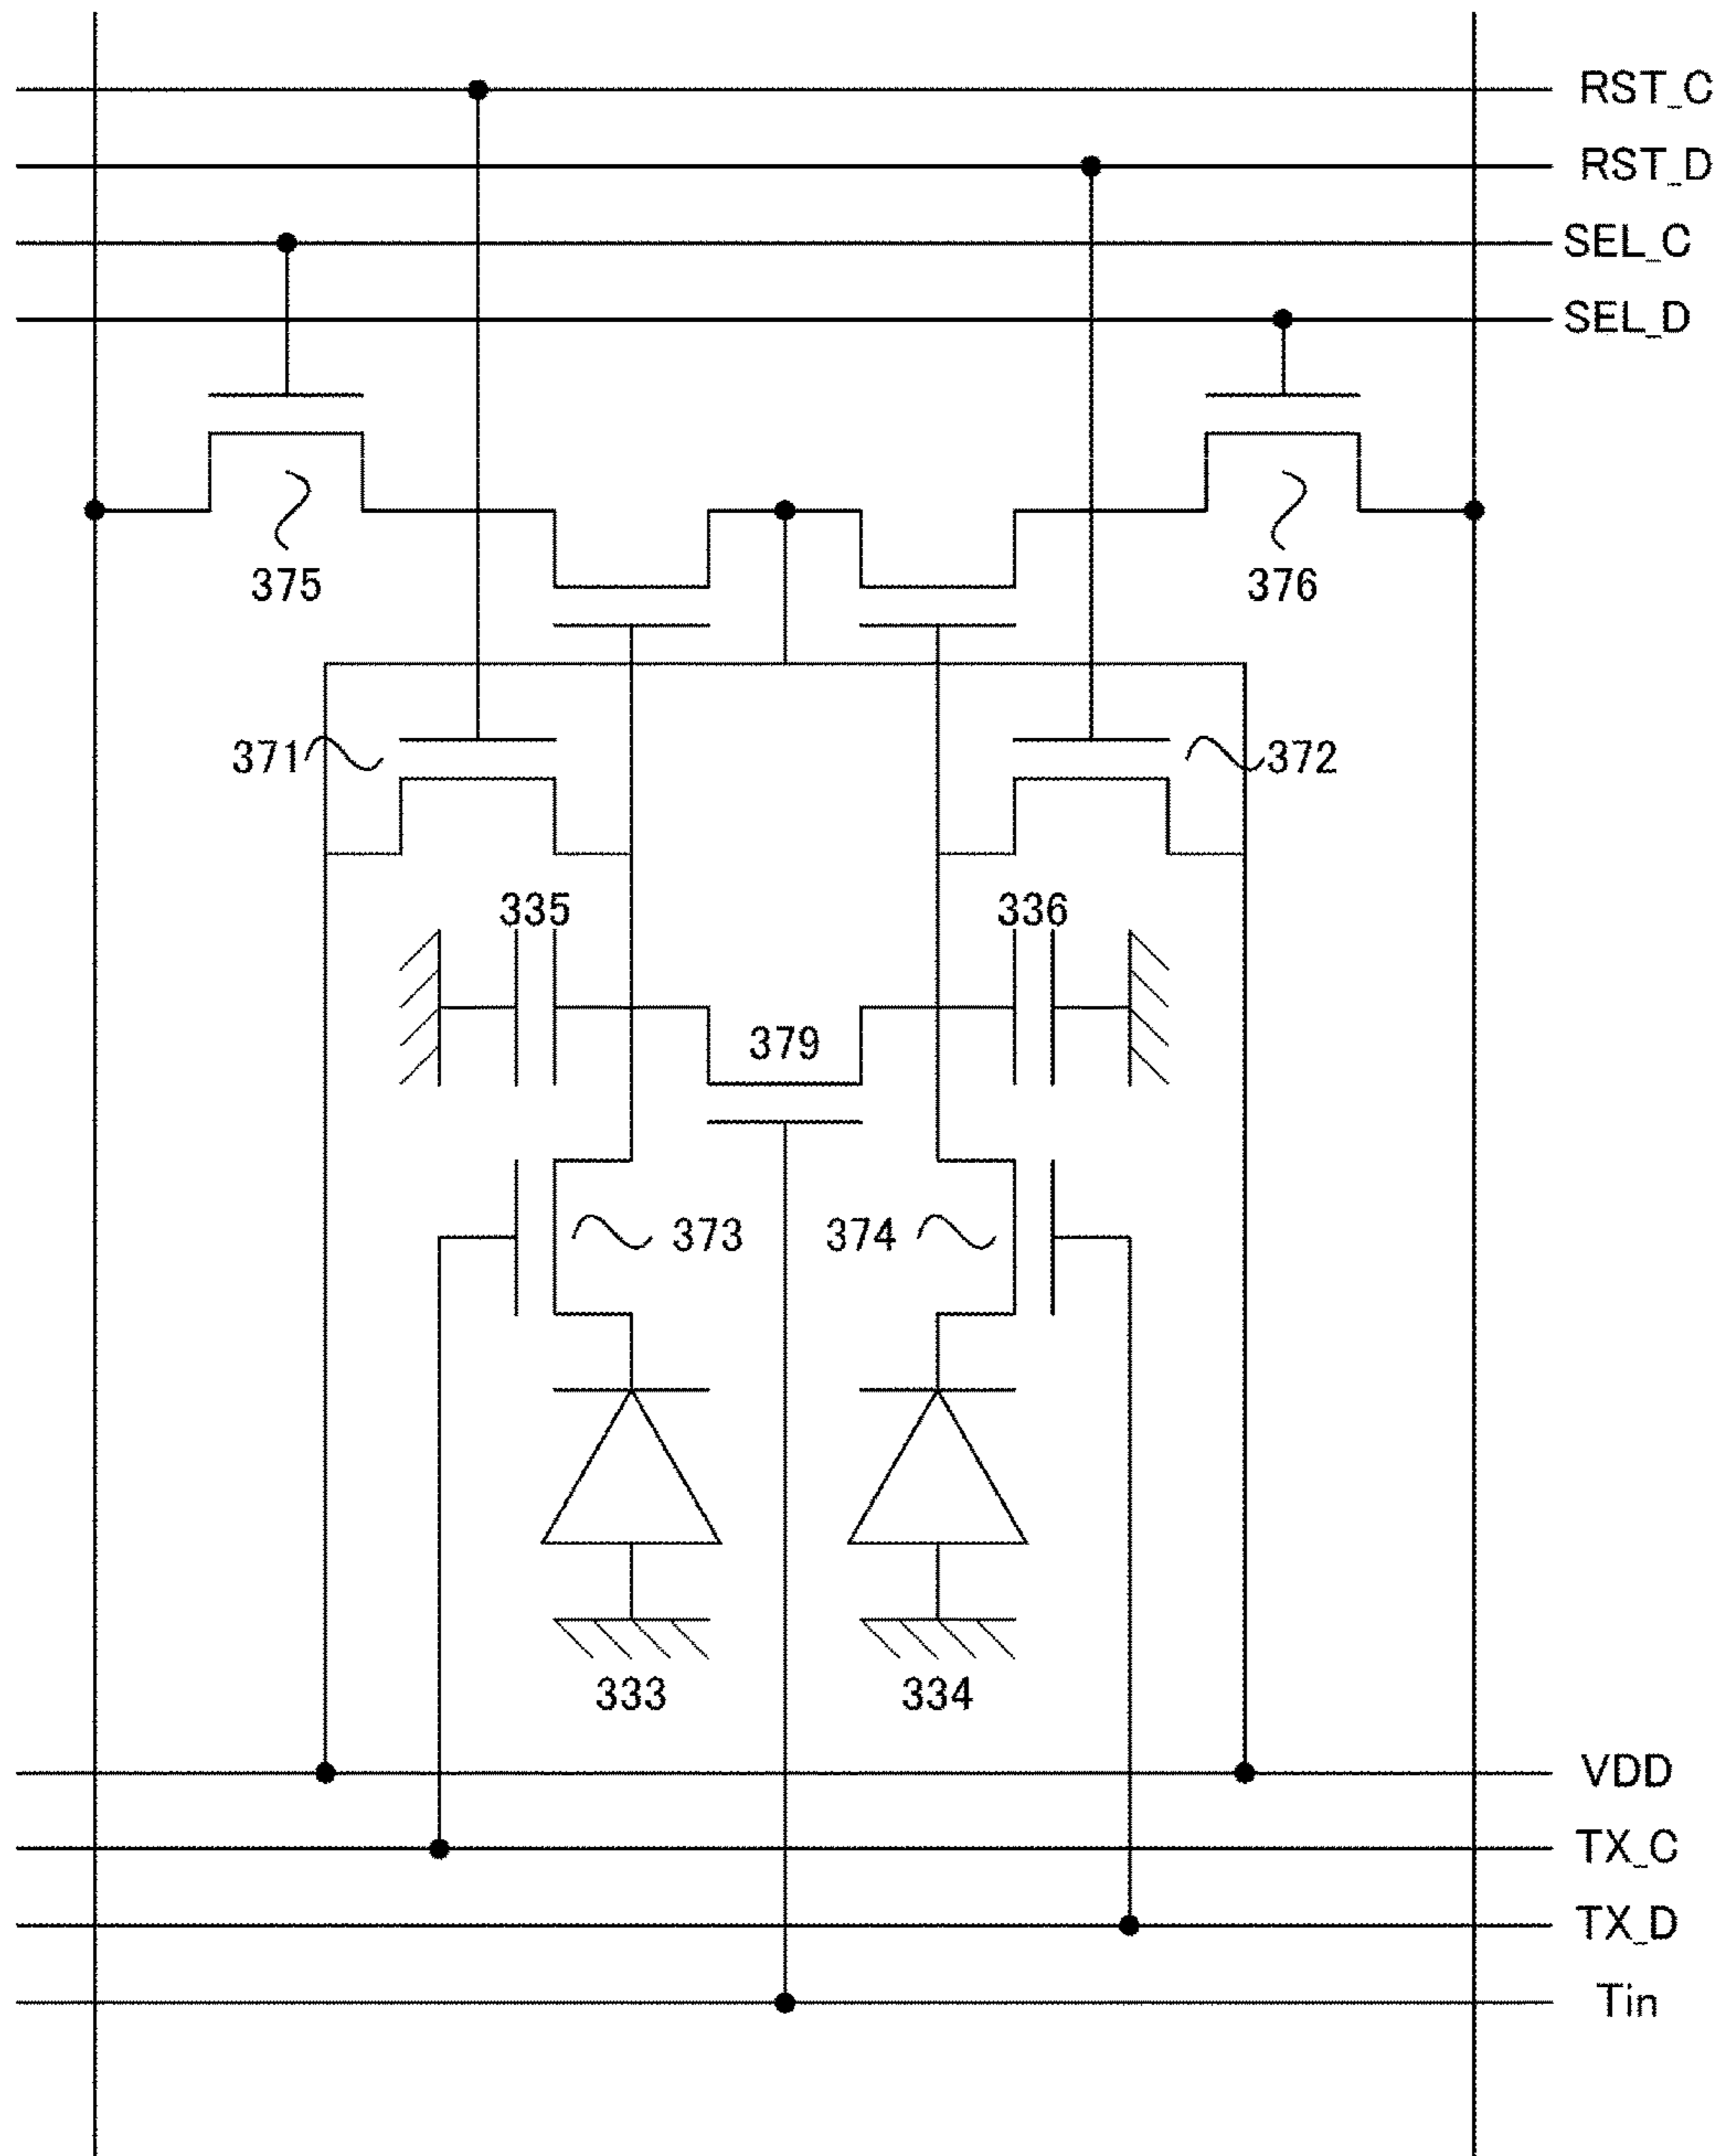 RST_C
RST_D
SEL_C
SEL_D
375
376
371
372
335
336
379
373
374
333
334
VDD
TX_C
TX_D
Tin